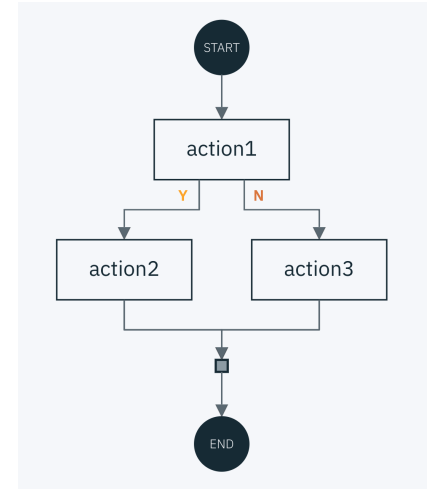 START
action1
Y
N
action2
action3
END